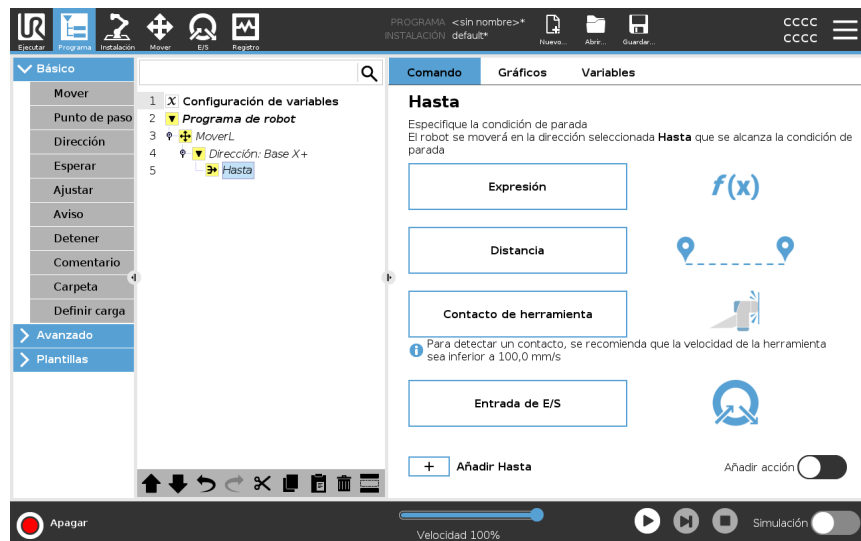 PROGRAMA <sin nombre>*
INSTALACIÓN default*
CCCC
CCCC
Ejecutar Programa Instalación Mover E/S Registro Nuevo... Abrir... Guardar...
Básico
Mover
Punto de paso
Dirección
Esperar
Ajustar
Aviso
Detener
Comentario
Carpeta
Definir carga
Avanzado
Plantillas
1 X Configuración de variables
2 Programa de robot
3 MoverL
4 Dirección: Base X+
5 Hasta
Comando Gráficos Variables
Hasta
Especifique la condición de parada
El robot se moverá en la dirección seleccionada Hasta que se alcanza la condición de
parada
Expresión
f(x)
Distancia
Contacto de herramienta
Para detectar un contacto, se recomienda que la velocidad de la herramienta
sea inferior a 100,0 mm/s
Entrada de E/S
+ Añadir Hasta
Añadir acción
Apagar
Velocidad 100%
Simulación